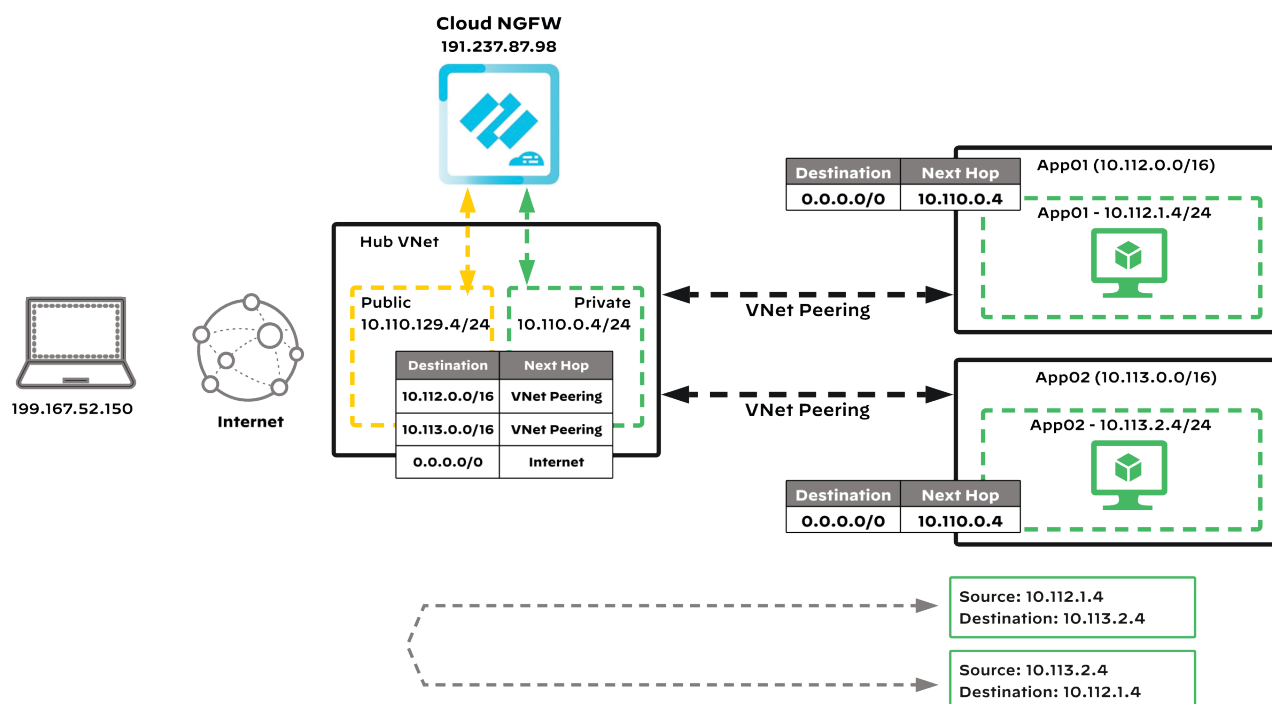 Cloud NGFW
191.237.87.98
Destination Next Hop
0.0.0.0/0 10.110.0.4
App01 (10.112.0.0/16)
App01 - 10.112.1.4/24
Hub VNet
Public
10.110.129.4/24
Private
10.110.0.4/24
VNet Peering
Destination Next Hop
10.112.0.0/16 VNet Peering
10.113.0.0/16 VNet Peering
0.0.0.0/0 Internet
199.167.52.150
Internet
VNet Peering
App02 (10.113.0.0/16)
App02 - 10.113.2.4/24
Destination Next Hop
0.0.0.0/0 10.110.0.4
Source: 10.112.1.4
Destination: 10.113.2.4
Source: 10.113.2.4
Destination: 10.112.1.4